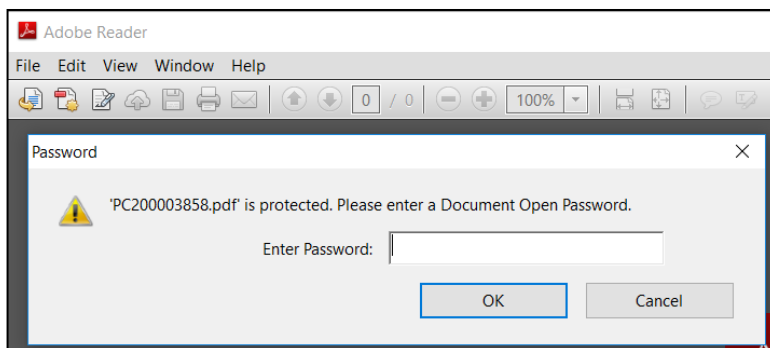 Adobe Reader
File Edit View Window Help
0 / 0 100%
Password
'PC200003858.pdf' is protected. Please enter a Document Open Password.
Enter Password:
OK Cancel